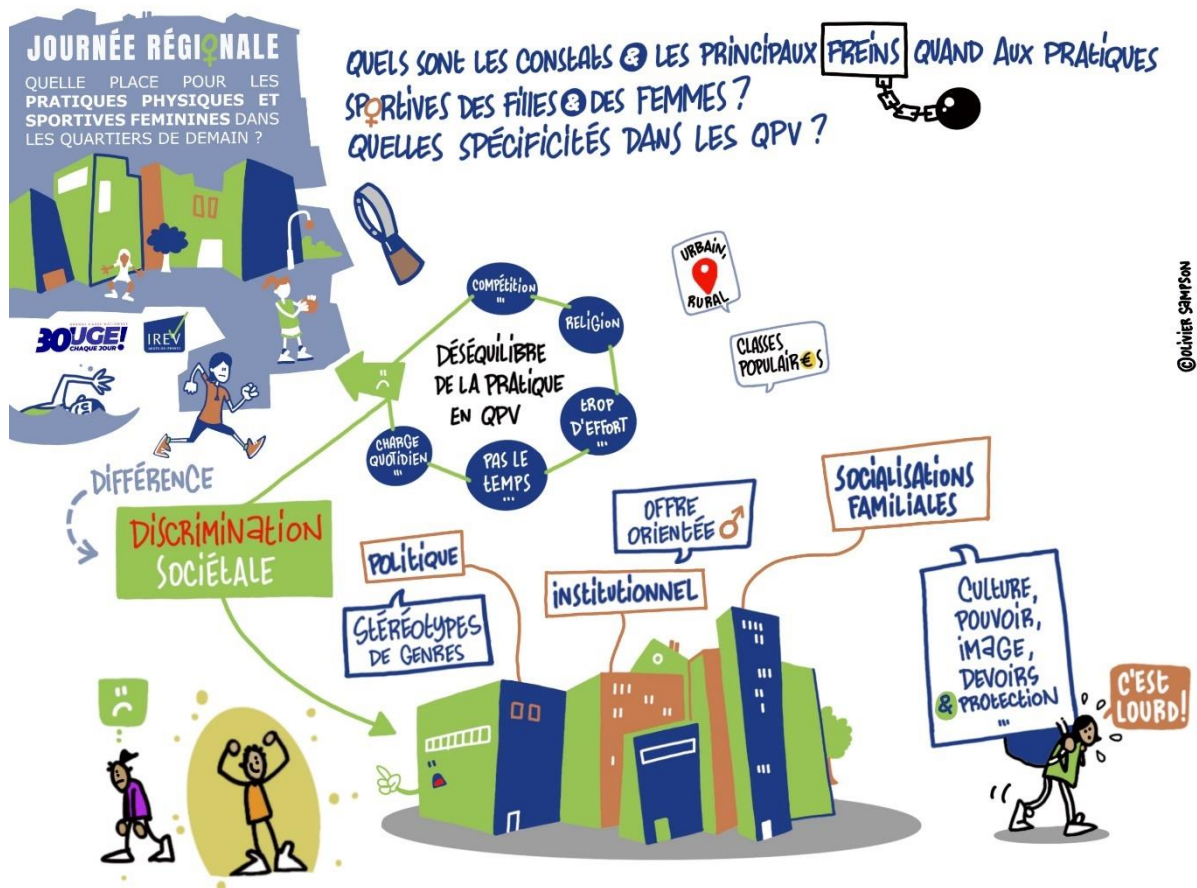 JOURNÉE RÉGIONALE
QUELLE PLACE POUR LES
PRATIQUES PHYSIQUES ET
SPORTIVES FEMININES DANS
LES QUARTIERS DE DEMAIN ?
BOUGE!
CHAQUE JOUR
IREV
QUELS SONT LES CONSTATS & LES PRINCIPAUX FREINS QUAND AUX PRATIQUES
SPORTIVES DES FILLES & DES FEMMES ?
QUELLES SPÉCIFICITÉS DANS LES QPV ?
©OLIVIER SAMPSON
URBAIN,
RURAL
CLASSES
POPULAIR€S
COMPÉTITION
...
RELIGION
TROP
D'EFFORT
...
PAS LE
TEMPS
...
CHARGE
QUOTIDIEN
...
DÉSÉQUILIBRE
DE LA PRATIQUE
EN QPV
DIFFÉRENCE
DISCRIMINATION
SOCIÉTALE
POLITIQUE
STÉRÉOTYPES
DE GENRES
INSTITUTIONNEL
OFFRE
ORIENTÉE ♂
SOCIALISATIONS
FAMILIALES
CULTURE,
POUVOIR,
IMAGE,
DEVOIRS
& PROTECTION
...
C'EST
LOURD!